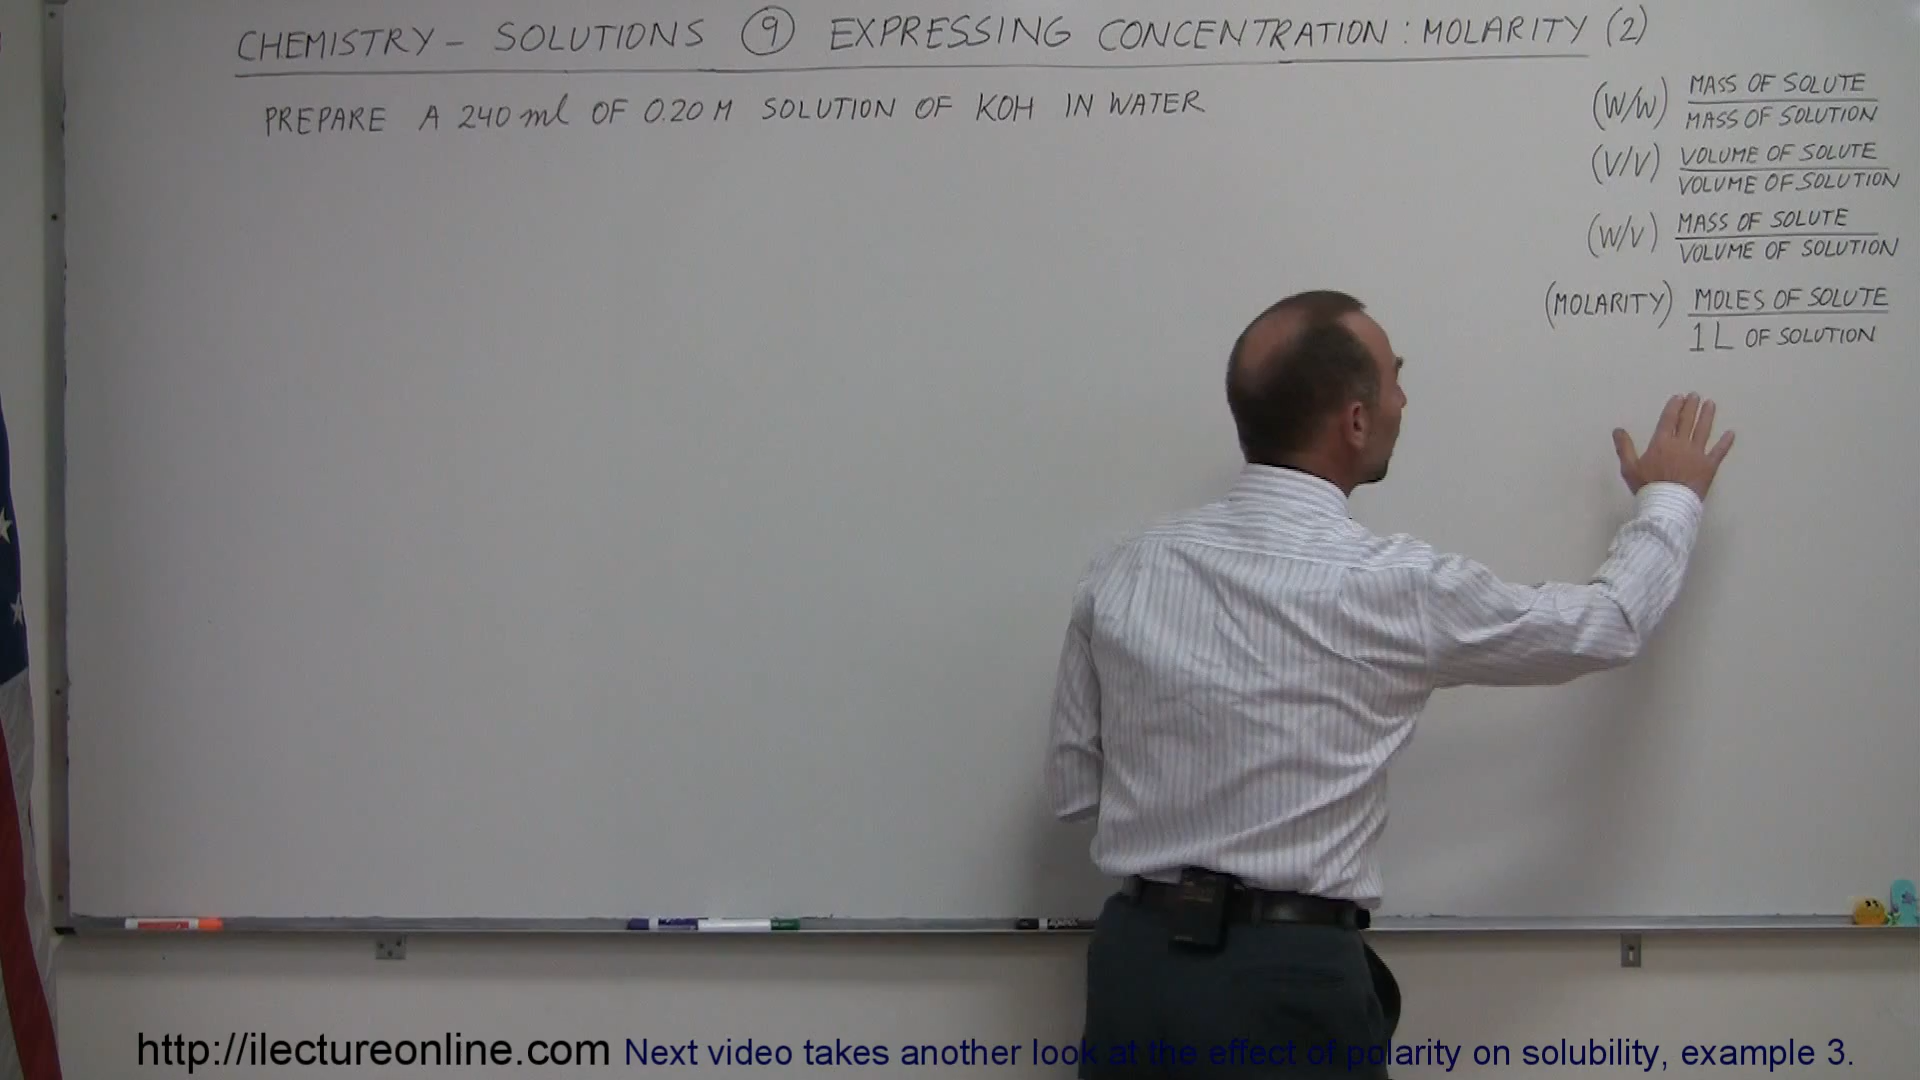 CHEMISTRY - SOLUTIONS 9 EXPRESSING CONCENTRATION: MOLARITY (2)
PREPARE A 240 ml OF 0.20 M SOLUTION OF KOH IN WATER
(W/W) MASS OF SOLUTE
MASS OF SOLUTION
(V/V) VOLUME OF SOLUTE
VOLUME OF SOLUTION
(W/V) MASS OF SOLUTE
VOLUME OF SOLUTION
(MOLARITY) MOLES OF SOLUTE
1 L OF SOLUTION
http://ilectureonline.com Next video takes another look at the effect of polarity on solubility, example 3.